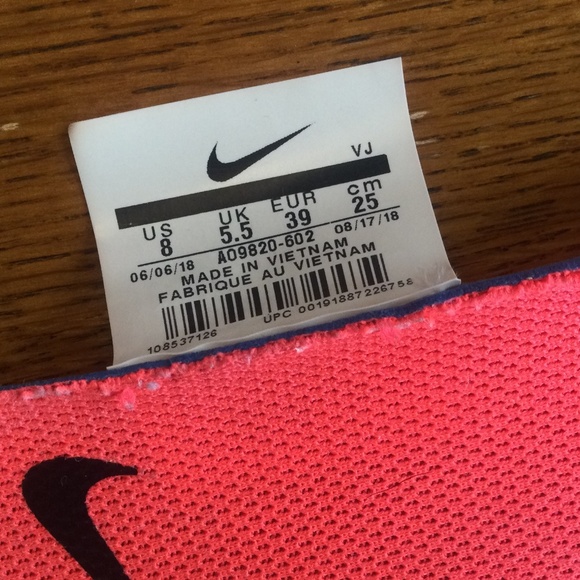 VJ
US UK EUR cm
8 5.5 39 25
06/06/18 AO9820-602 08/17/18
MADE IN VIETNAM
FABRIQUE AU VIETNAM
108537126 UPC 00191887226758